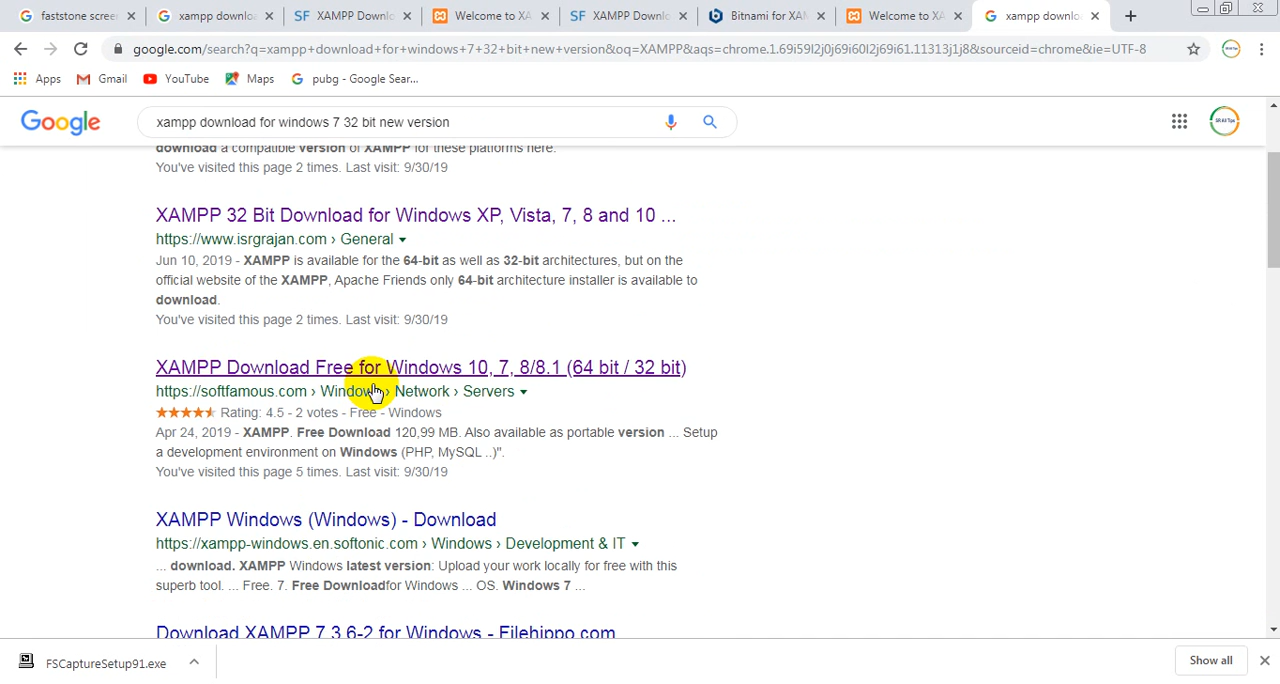 faststone scree
xampp downloa
XAMPP Downl
Welcome to XA
XAMPP Downlo
Bitnami for XAM
Welcome to XA
xampp downlo
google.com/search?q=xampp+download+for+windows+7+32+bit+new+version&oq=XAMPP&aqs=chrome.1.69i59l2j0j69i60l2j69i61.11313j1j8&sourceid=chrome&ie=UTF-8
Apps
Gmail
YouTube
Maps
pubg - Google Sear...
Google
xampp download for windows 7 32 bit new version
download a compatible version of XAMPP for these platforms here.
You've visited this page 2 times. Last visit: 9/30/19
XAMPP 32 Bit Download for Windows XP, Vista, 7, 8 and 10 ...
https://www.isrgrajan.com › General
Jun 10, 2019 - XAMPP is available for the 64-bit as well as 32-bit architectures, but on the
official website of the XAMPP, Apache Friends only 64-bit architecture installer is available to
download.
You've visited this page 2 times. Last visit: 9/30/19
XAMPP Download Free for Windows 10, 7, 8/8.1 (64 bit / 32 bit)
https://softfamous.com › Windows › Network › Servers
Rating: 4.5 - 2 votes - Free - Windows
Apr 24, 2019 - XAMPP. Free Download 120,99 MB. Also available as portable version ... Setup
a development environment on Windows (PHP, MySQL ..)".
You've visited this page 5 times. Last visit: 9/30/19
XAMPP Windows (Windows) - Download
https://xampp-windows.en.softonic.com › Windows › Development & IT
... download. XAMPP Windows latest version: Upload your work locally for free with this
superb tool. ... Free. 7. Free Downloadfor Windows ... OS. Windows 7 ...
Download XAMPP 7.3.6-2 for Windows - Filehippo.com
FSCaptureSetup91.exe
Show all